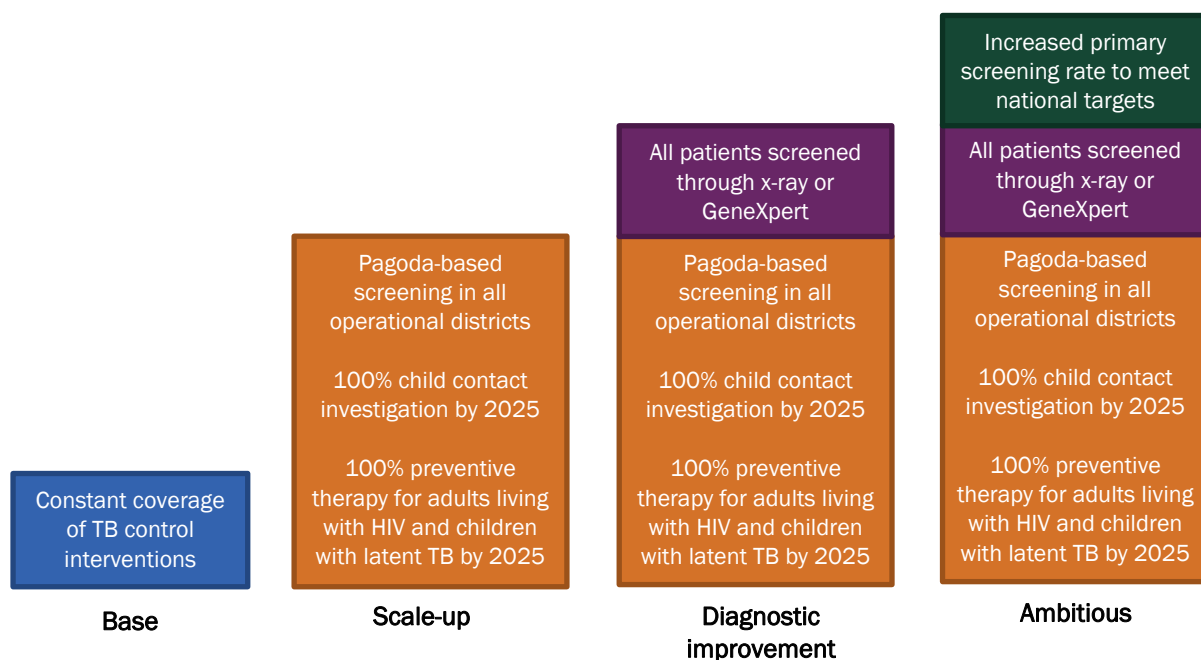 Constant coverage
of TB control
interventions
Base
Pagoda-based
screening in all
operational districts
100% child contact
investigation by 2025
100% preventive
therapy for adults living
with HIV and children
with latent TB by 2025
Scale-up
All patients screened
through x-ray or
GeneXpert
Pagoda-based
screening in all
operational districts
100% child contact
investigation by 2025
100% preventive
therapy for adults living
with HIV and children
with latent TB by 2025
Diagnostic
improvement
Increased primary
screening rate to meet
national targets
All patients screened
through x-ray or
GeneXpert
Pagoda-based
screening in all
operational districts
100% child contact
investigation by 2025
100% preventive
therapy for adults living
with HIV and children
with latent TB by 2025
Ambitious